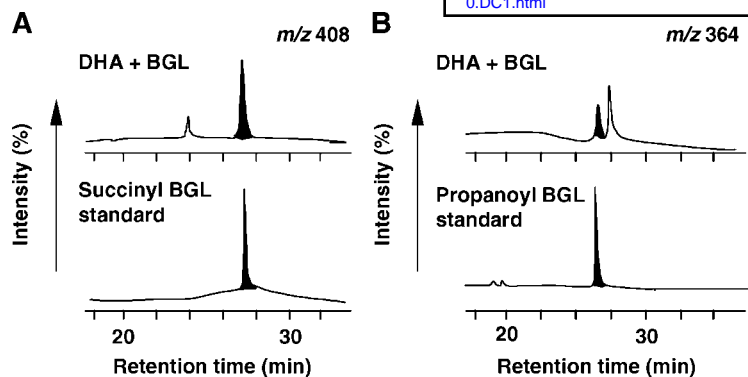 0.DC1.html
A
m/z 408
DHA + BGL
Intensity (%)
Succinyl BGL
standard
20 30
Retention time (min)
B
m/z 364
DHA + BGL
Intensity (%)
Propanoyl BGL
standard
20 30
Retention time (min)